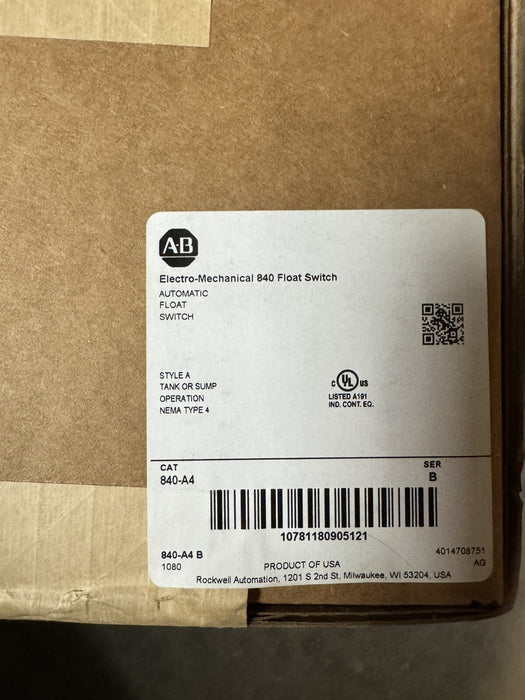 A-B
Electro-Mechanical 840 Float Switch
AUTOMATIC
FLOAT
SWITCH
STYLE A
TANK OR SUMP
OPERATION
NEMA TYPE 4
C UL US
LISTED A191
IND. CONT. EQ.
CAT SER
840-A4 B
10781180905121
840-A4 B 4014708751
1080 PRODUCT OF USA AG
Rockwell Automation, 1201 S 2nd St, Milwaukee, WI 53204, USA